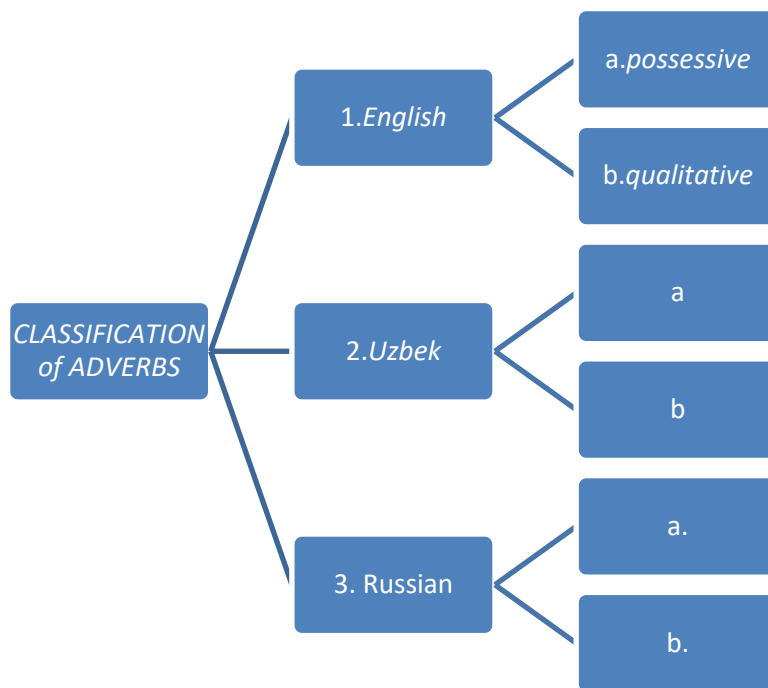 CLASSIFICATION
of ADVERBS
1.English
a.possessive
b.qualitative
2.Uzbek
a
b
3. Russian
a.
b.